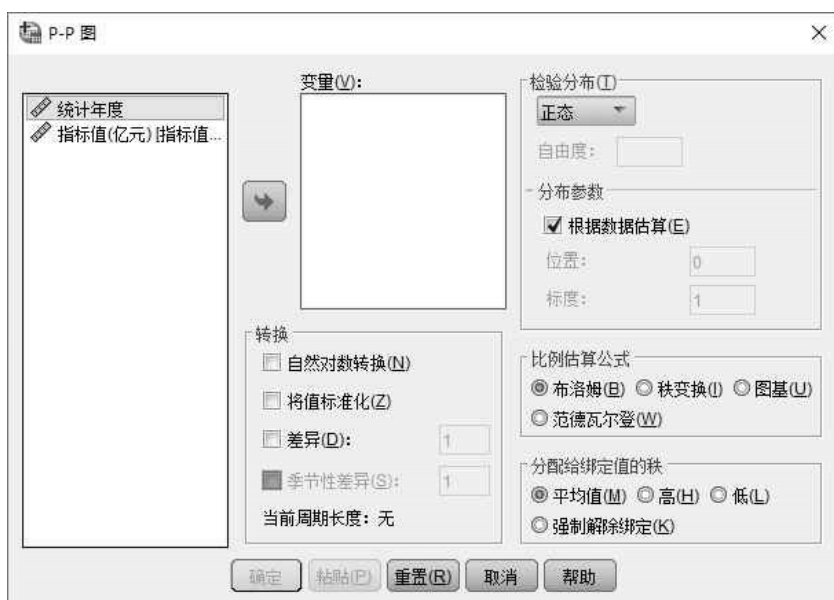 P-P 图
统计年度
指标值(亿元) [指标值...
变量(V):
转换
自然对数转换(N)
将值标准化(Z)
差异(D):
1
季节性差异(S):
1
当前周期长度: 无
检验分布(T)
正态
自由度:
分布参数
根据数据估算(E)
位置:
0
标度:
1
比例估算公式
布洛姆(B) 秩变换(I) 图基(U)
范德瓦尔登(W)
分配给绑定值的秩
平均值(M) 高(H) 低(L)
强制解除绑定(K)
确定 粘贴(P) 重置(R) 取消 帮助